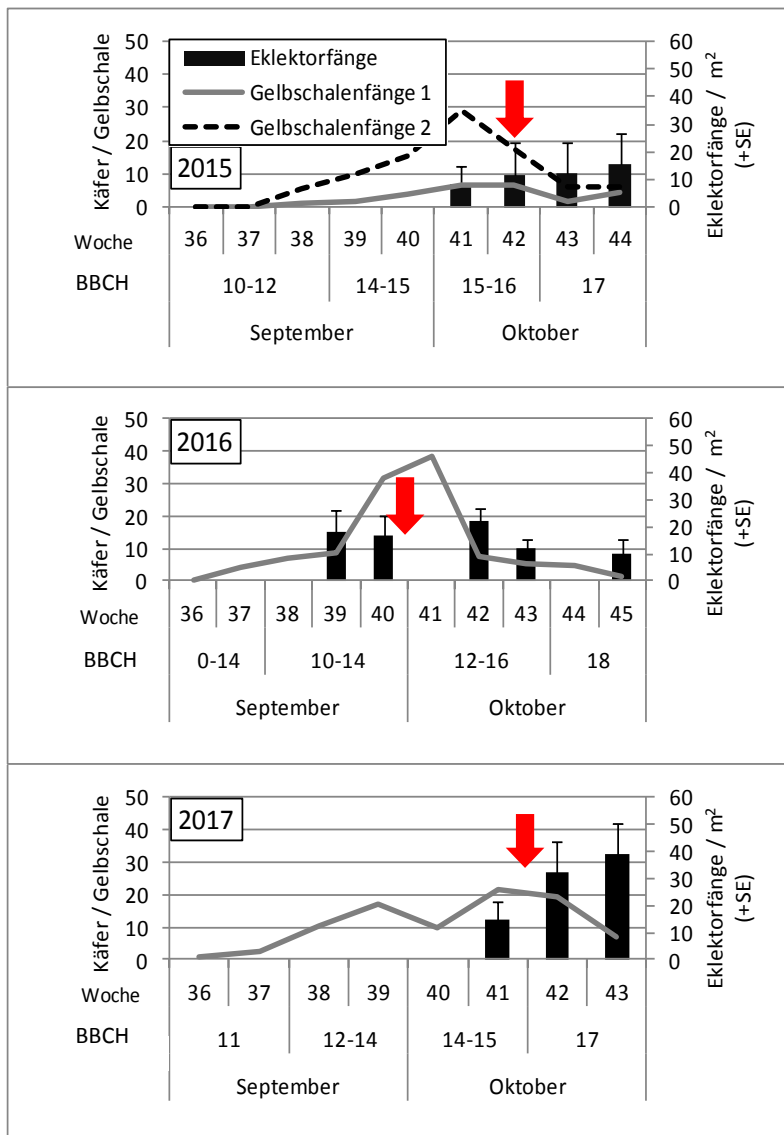 Eklektorfänge
Gelbschalenfänge 1
Gelbschalenfänge 2
2015
Käfer / Gelbschale
50
40
30
20
10
0
60
50
40
30
20
10
0
Eklektorfänge / m²
(+SE)
Woche 36 37 38 39 40 41 42 43 44
BBCH 10-12 14-15 15-16 17
September Oktober
2016
Käfer / Gelbschale
50
40
30
20
10
0
60
50
40
30
20
10
0
Eklektorfänge / m²
(+SE)
Woche 36 37 38 39 40 41 42 43 44 45
BBCH 0-14 10-14 12-16 18
September Oktober
2017
Käfer / Gelbschale
50
40
30
20
10
0
60
50
40
30
20
10
0
Eklektorfänge / m²
(+SE)
Woche 36 37 38 39 40 41 42 43
BBCH 11 12-14 14-15 17
September Oktober